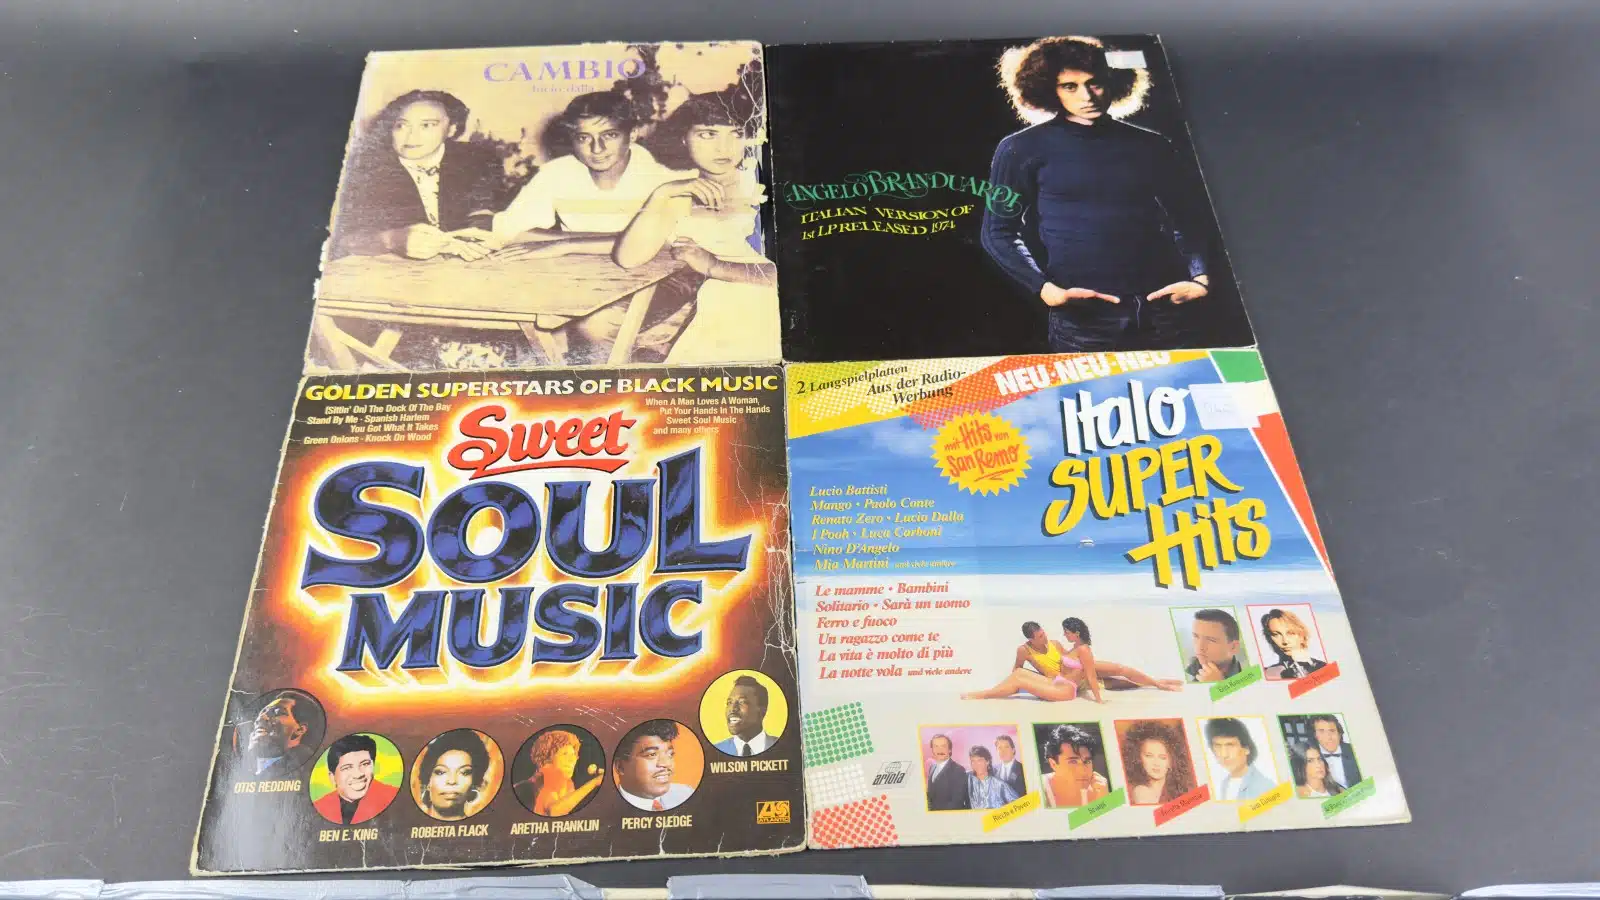 CAMBIO
lucio dalla
ANGELO BRANDUARDI
ITALIAN VERSION OF
1st LP RELEASED 1974
GOLDEN SUPERSTARS OF BLACK MUSIC
(Sittin' On) The Dock Of The Bay
Stand By Me · Spanish Harlem
You Got What It Takes
Green Onions · Knock On Wood
When A Man Loves A Woman,
Put Your Hands In The Hands
Sweet Soul Music
and many others
Sweet
SOUL
MUSIC
OTIS REDDING
BEN E. KING
ROBERTA FLACK
ARETHA FRANKLIN
PERCY SLEDGE
WILSON PICKETT
ATLANTIC
2 Langspielplatten
Aus der Radio-
Werbung
NEU·NEU·NEU
mit Hits von
San Remo
Italo
SUPER
Hits
Lucio Battisti
Mango · Paolo Conte
Renato Zero · Lucio Dalla
I Pooh · Luca Carboni
Nino D'Angelo
Mia Martini und viele andere
Le mamme · Bambini
Solitario · Sarà un uomo
Ferro e fuoco
Un ragazzo come te
La vita è molto di più
La notte vola und viele andere
ariola
Ricchi e Poveri